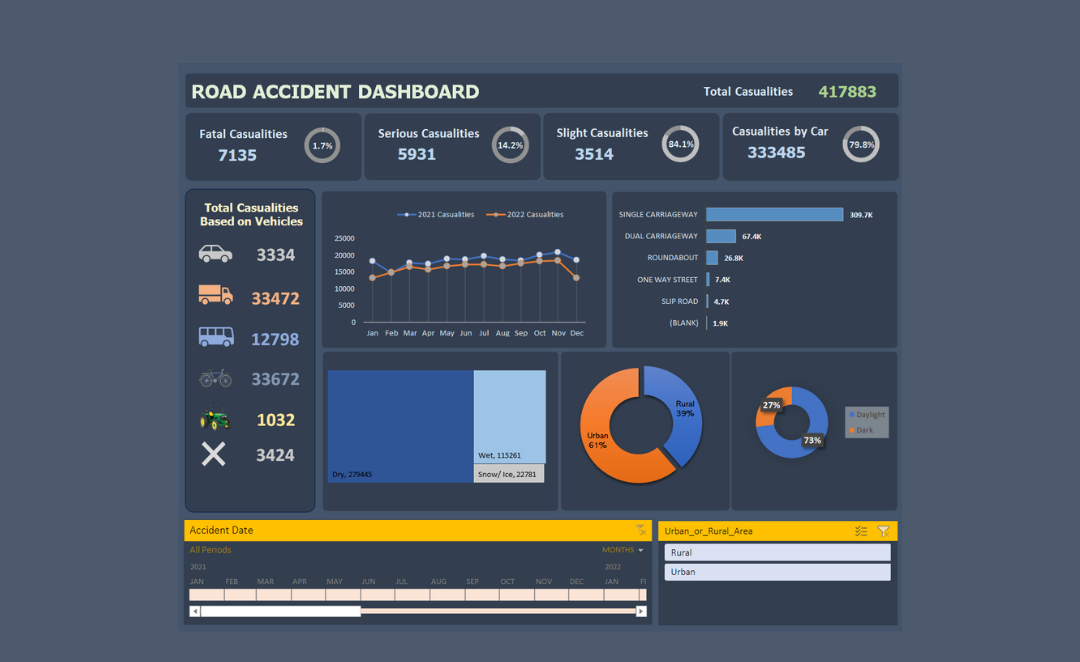 ROAD ACCIDENT DASHBOARD
Total Casualities 417883
Fatal Casualities
7135
1.7%
Serious Casualities
5931
14.2%
Slight Casualities
3514
84.1%
Casualities by Car
333485
79.8%
Total Casualities
Based on Vehicles
3334
33472
12798
33672
1032
3424
2021 Casualities 2022 Casualities
25000
20000
15000
10000
5000
0
Jan Feb Mar Apr May Jun Jul Aug Sep Oct Nov Dec
SINGLE CARRIAGEWAY 309.7K
DUAL CARRIAGEWAY 67.4K
ROUNDABOUT 26.8K
ONE WAY STREET 7.4K
SLIP ROAD 4.7K
(BLANK) 1.9K
Dry, 279445
Wet, 115261
Snow/ Ice, 22781
Rural
39%
Urban
61%
27%
73%
Daylight
Dark
Accident Date
All Periods MONTHS
2021 2022
JAN FEB MAR APR MAY JUN JUL AUG SEP OCT NOV DEC JAN FI
Urban_or_Rural_Area
Rural
Urban